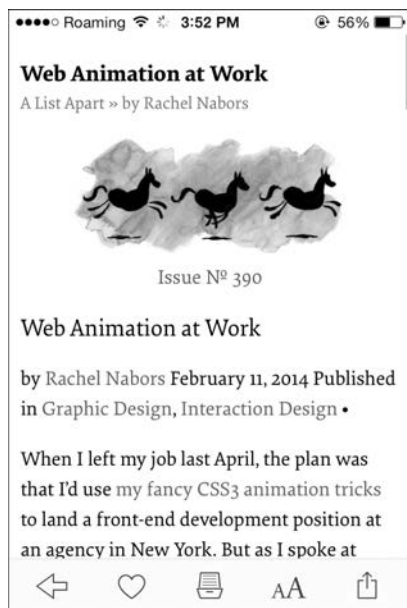 Roaming 3:52 PM 56%
Web Animation at Work
A List Apart » by Rachel Nabors
Issue Nº 390
Web Animation at Work
by Rachel Nabors February 11, 2014 Published
in Graphic Design, Interaction Design •
When I left my job last April, the plan was
that I’d use my fancy CSS3 animation tricks
to land a front-end development position at
an agency in New York. But as I spoke at
AA